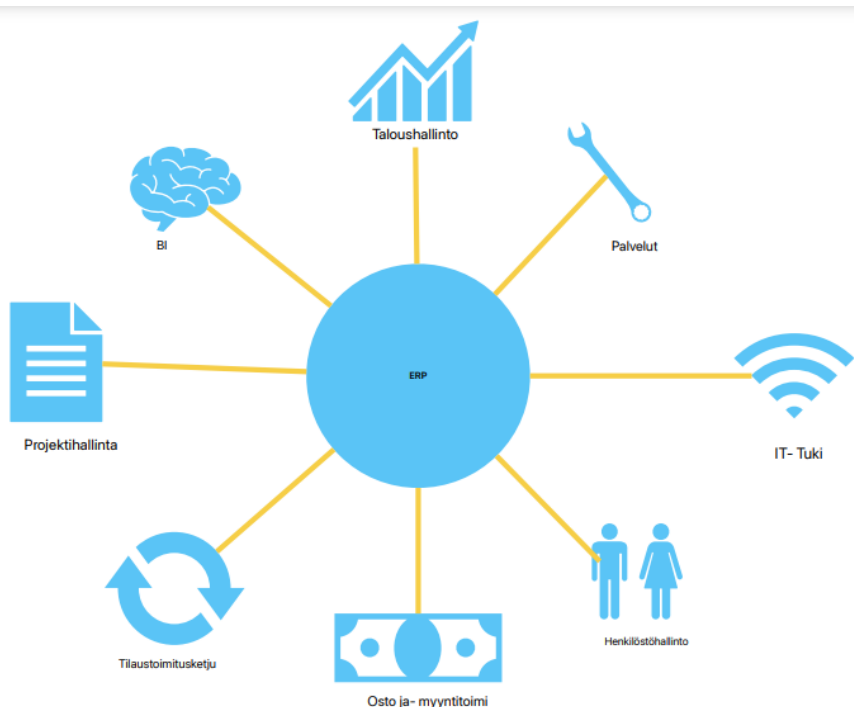 Taloushallinto
BI
Palvelut
ERP
Projektihallinta
IT- Tuki
Henkilöstöhallinto
Tilaustoimitusketju
Osto ja- myyntitoimi